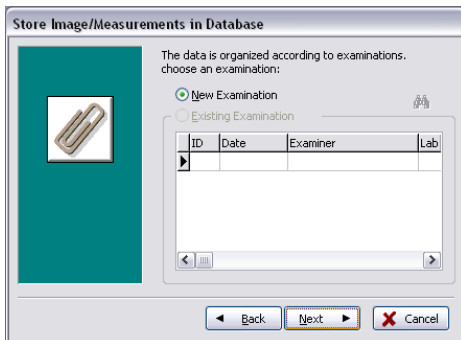 Store Image/Measurements in Database
The data is organized according to examinations.
choose an examination:
New Examination
Existing Examination
ID Date Examiner Lab
Back Next Cancel